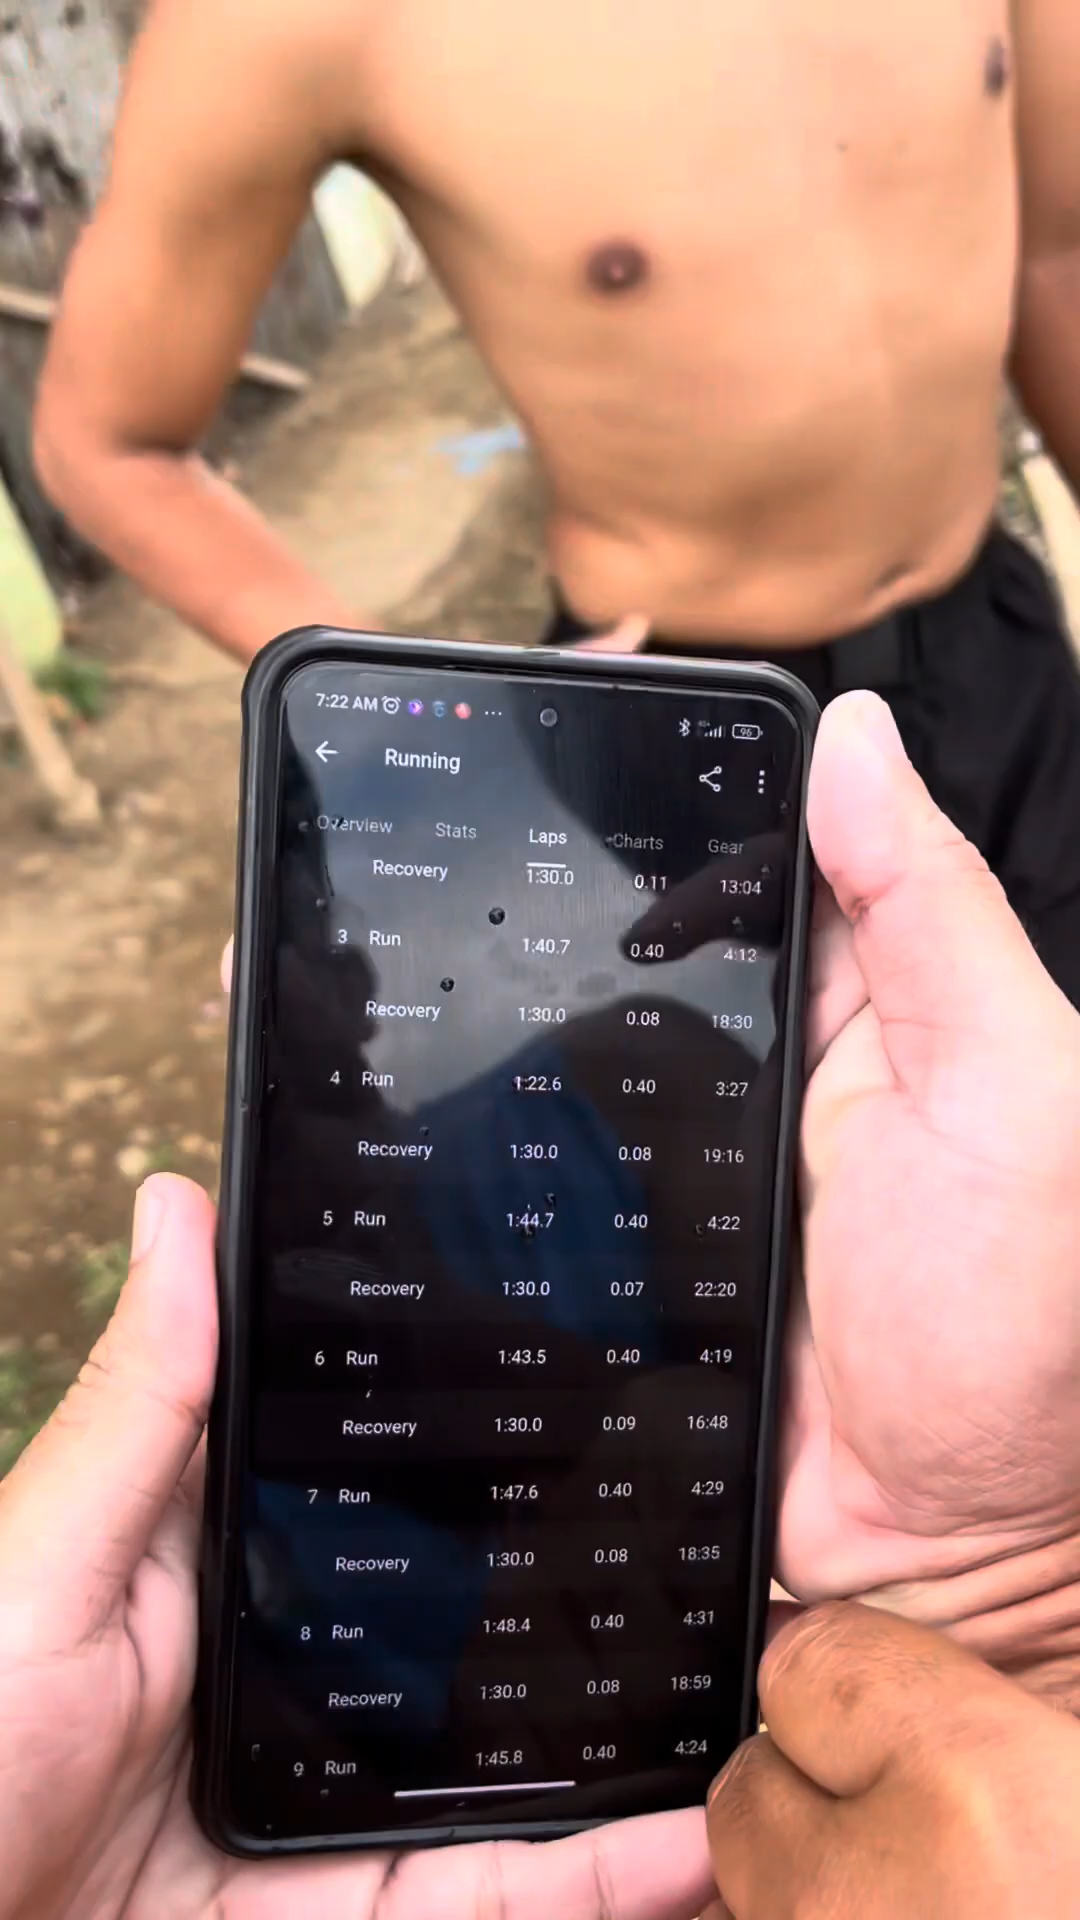 7:22 AM ... 96
Running
Overview Stats Laps Charts Gear
Recovery 1:30.0 0.11 13:04
3 Run 1:40.7 0.40 4:12
Recovery 1:30.0 0.08 18:30
4 Run 1:22.6 0.40 3:27
Recovery 1:30.0 0.08 19:16
5 Run 1:44.7 0.40 4:22
Recovery 1:30.0 0.07 22:20
6 Run 1:43.5 0.40 4:19
Recovery 1:30.0 0.09 16:48
7 Run 1:47.6 0.40 4:29
Recovery 1:30.0 0.08 18:35
8 Run 1:48.4 0.40 4:31
Recovery 1:30.0 0.08 18:59
9 Run 1:45.8 0.40 4:24